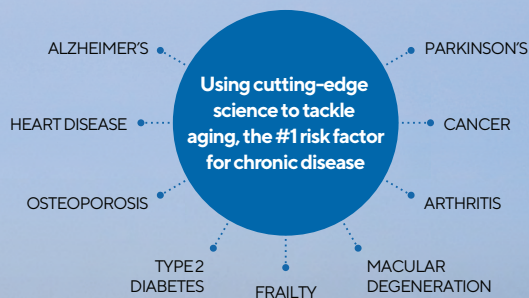 ALZHEIMER'S
PARKINSON'S
Using cutting-edge
science to tackle
aging, the #1 risk factor
for chronic disease
HEART DISEASE
CANCER
OSTEOPOROSIS
ARTHRITIS
TYPE 2
DIABETES
FRAILTY
MACULAR
DEGENERATION